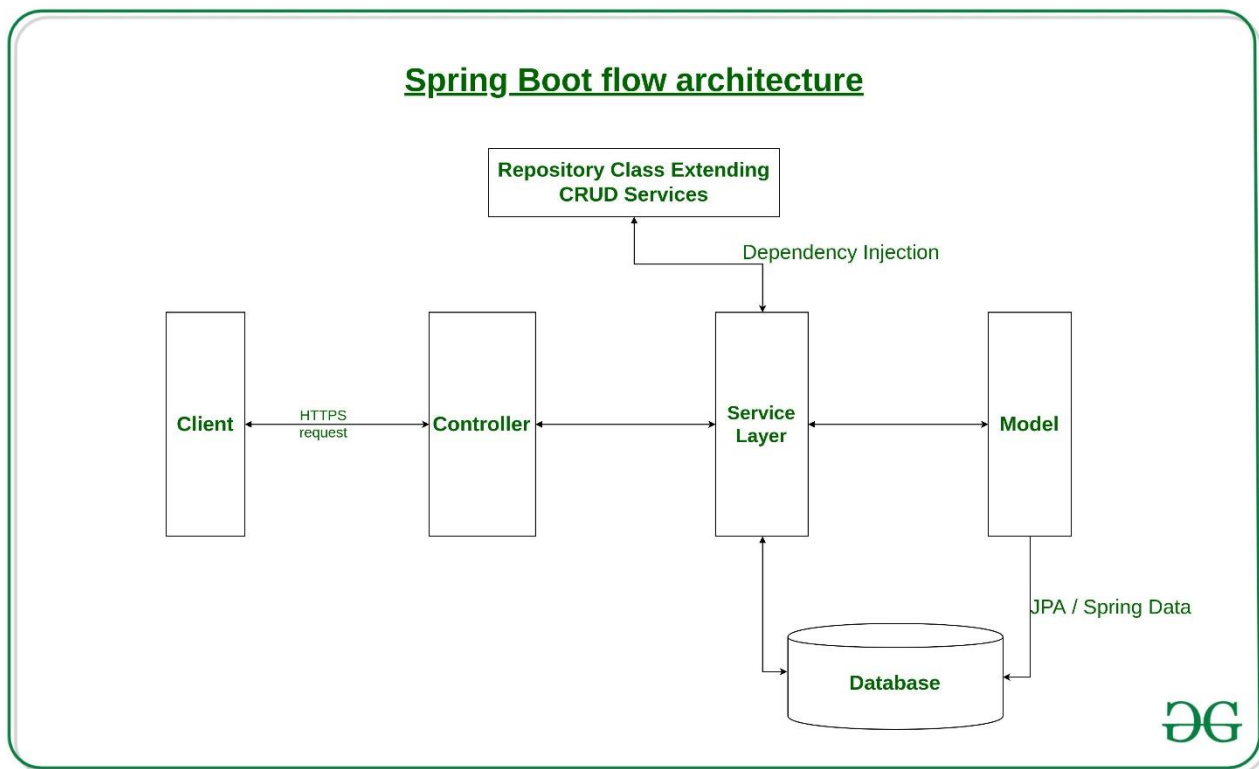 Spring Boot flow architecture
Repository Class Extending
CRUD Services
Dependency Injection
Client
HTTPS
request
Controller
Service
Layer
Model
JPA / Spring Data
Database